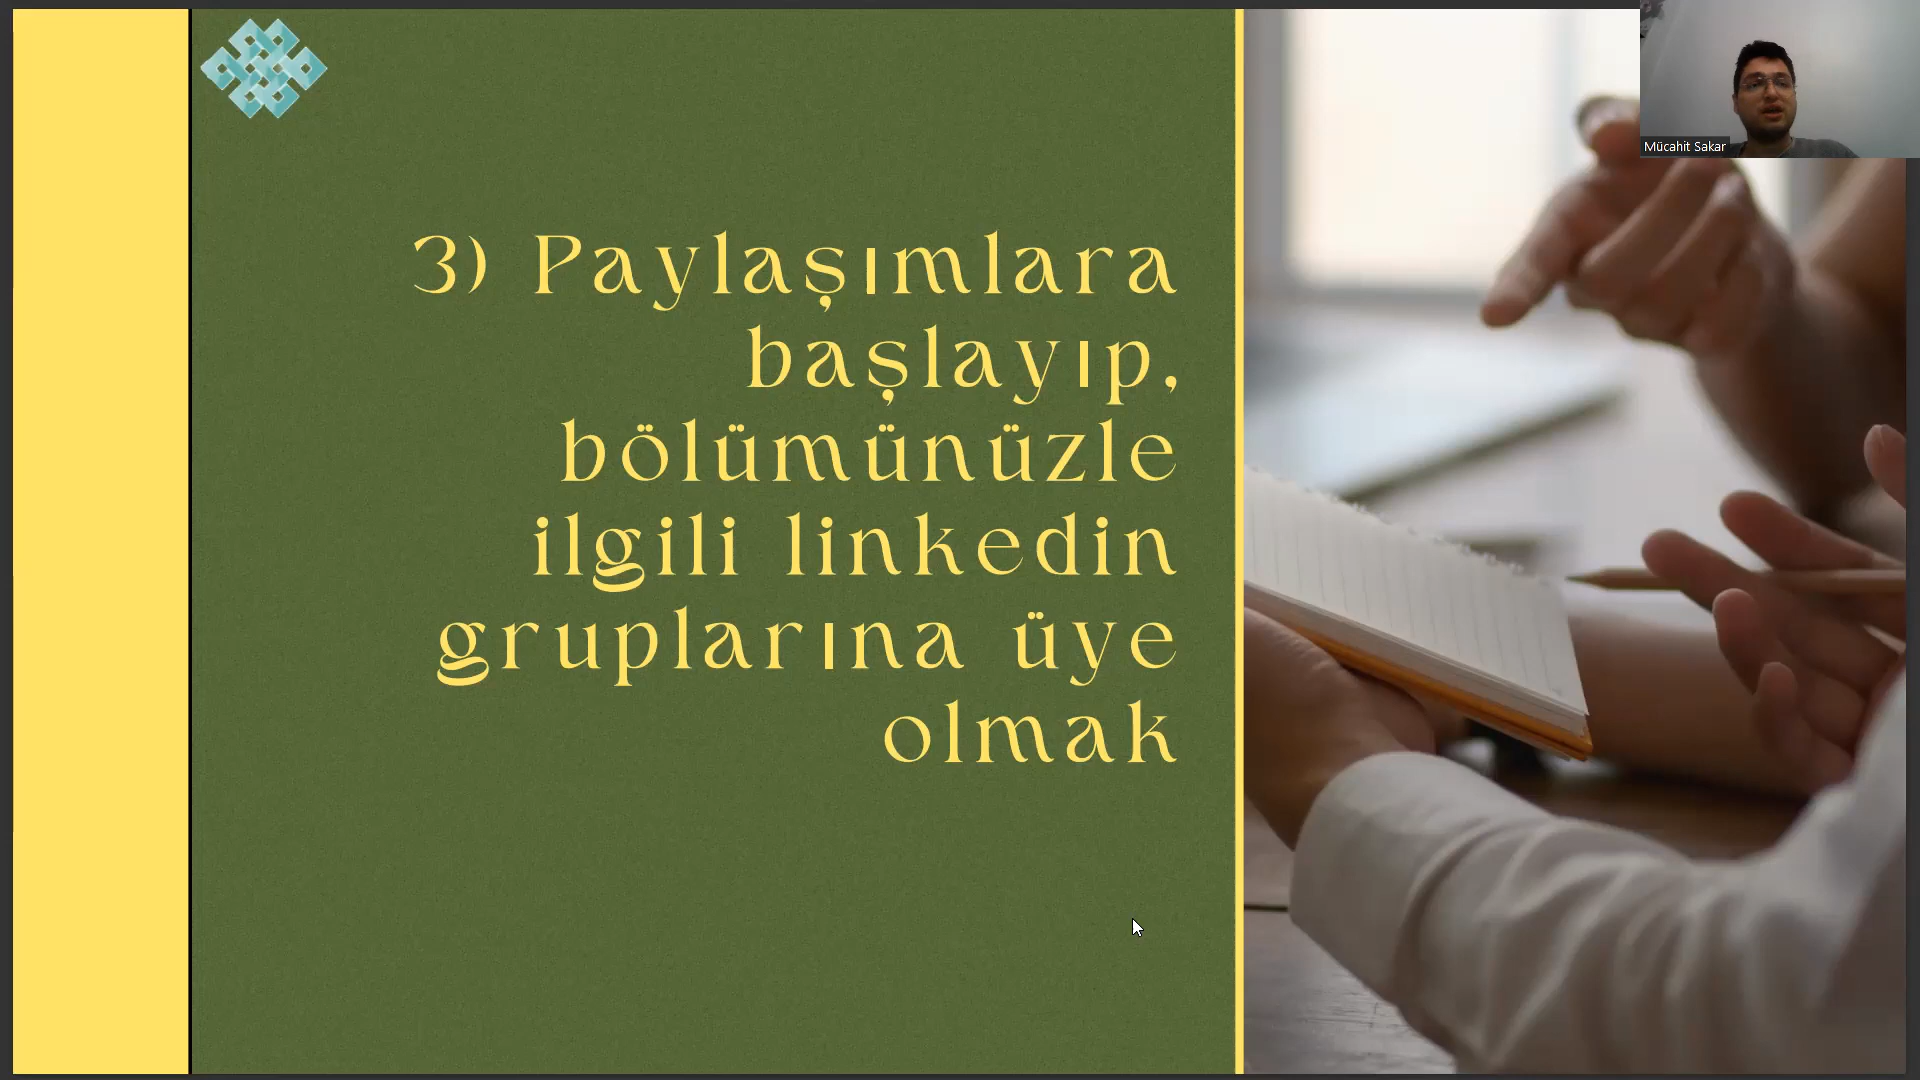 3) Paylaşımlara
başlayıp,
bölümünüzle
ilgili linkedin
gruplarına üye
olmak
Mücahit Sakar